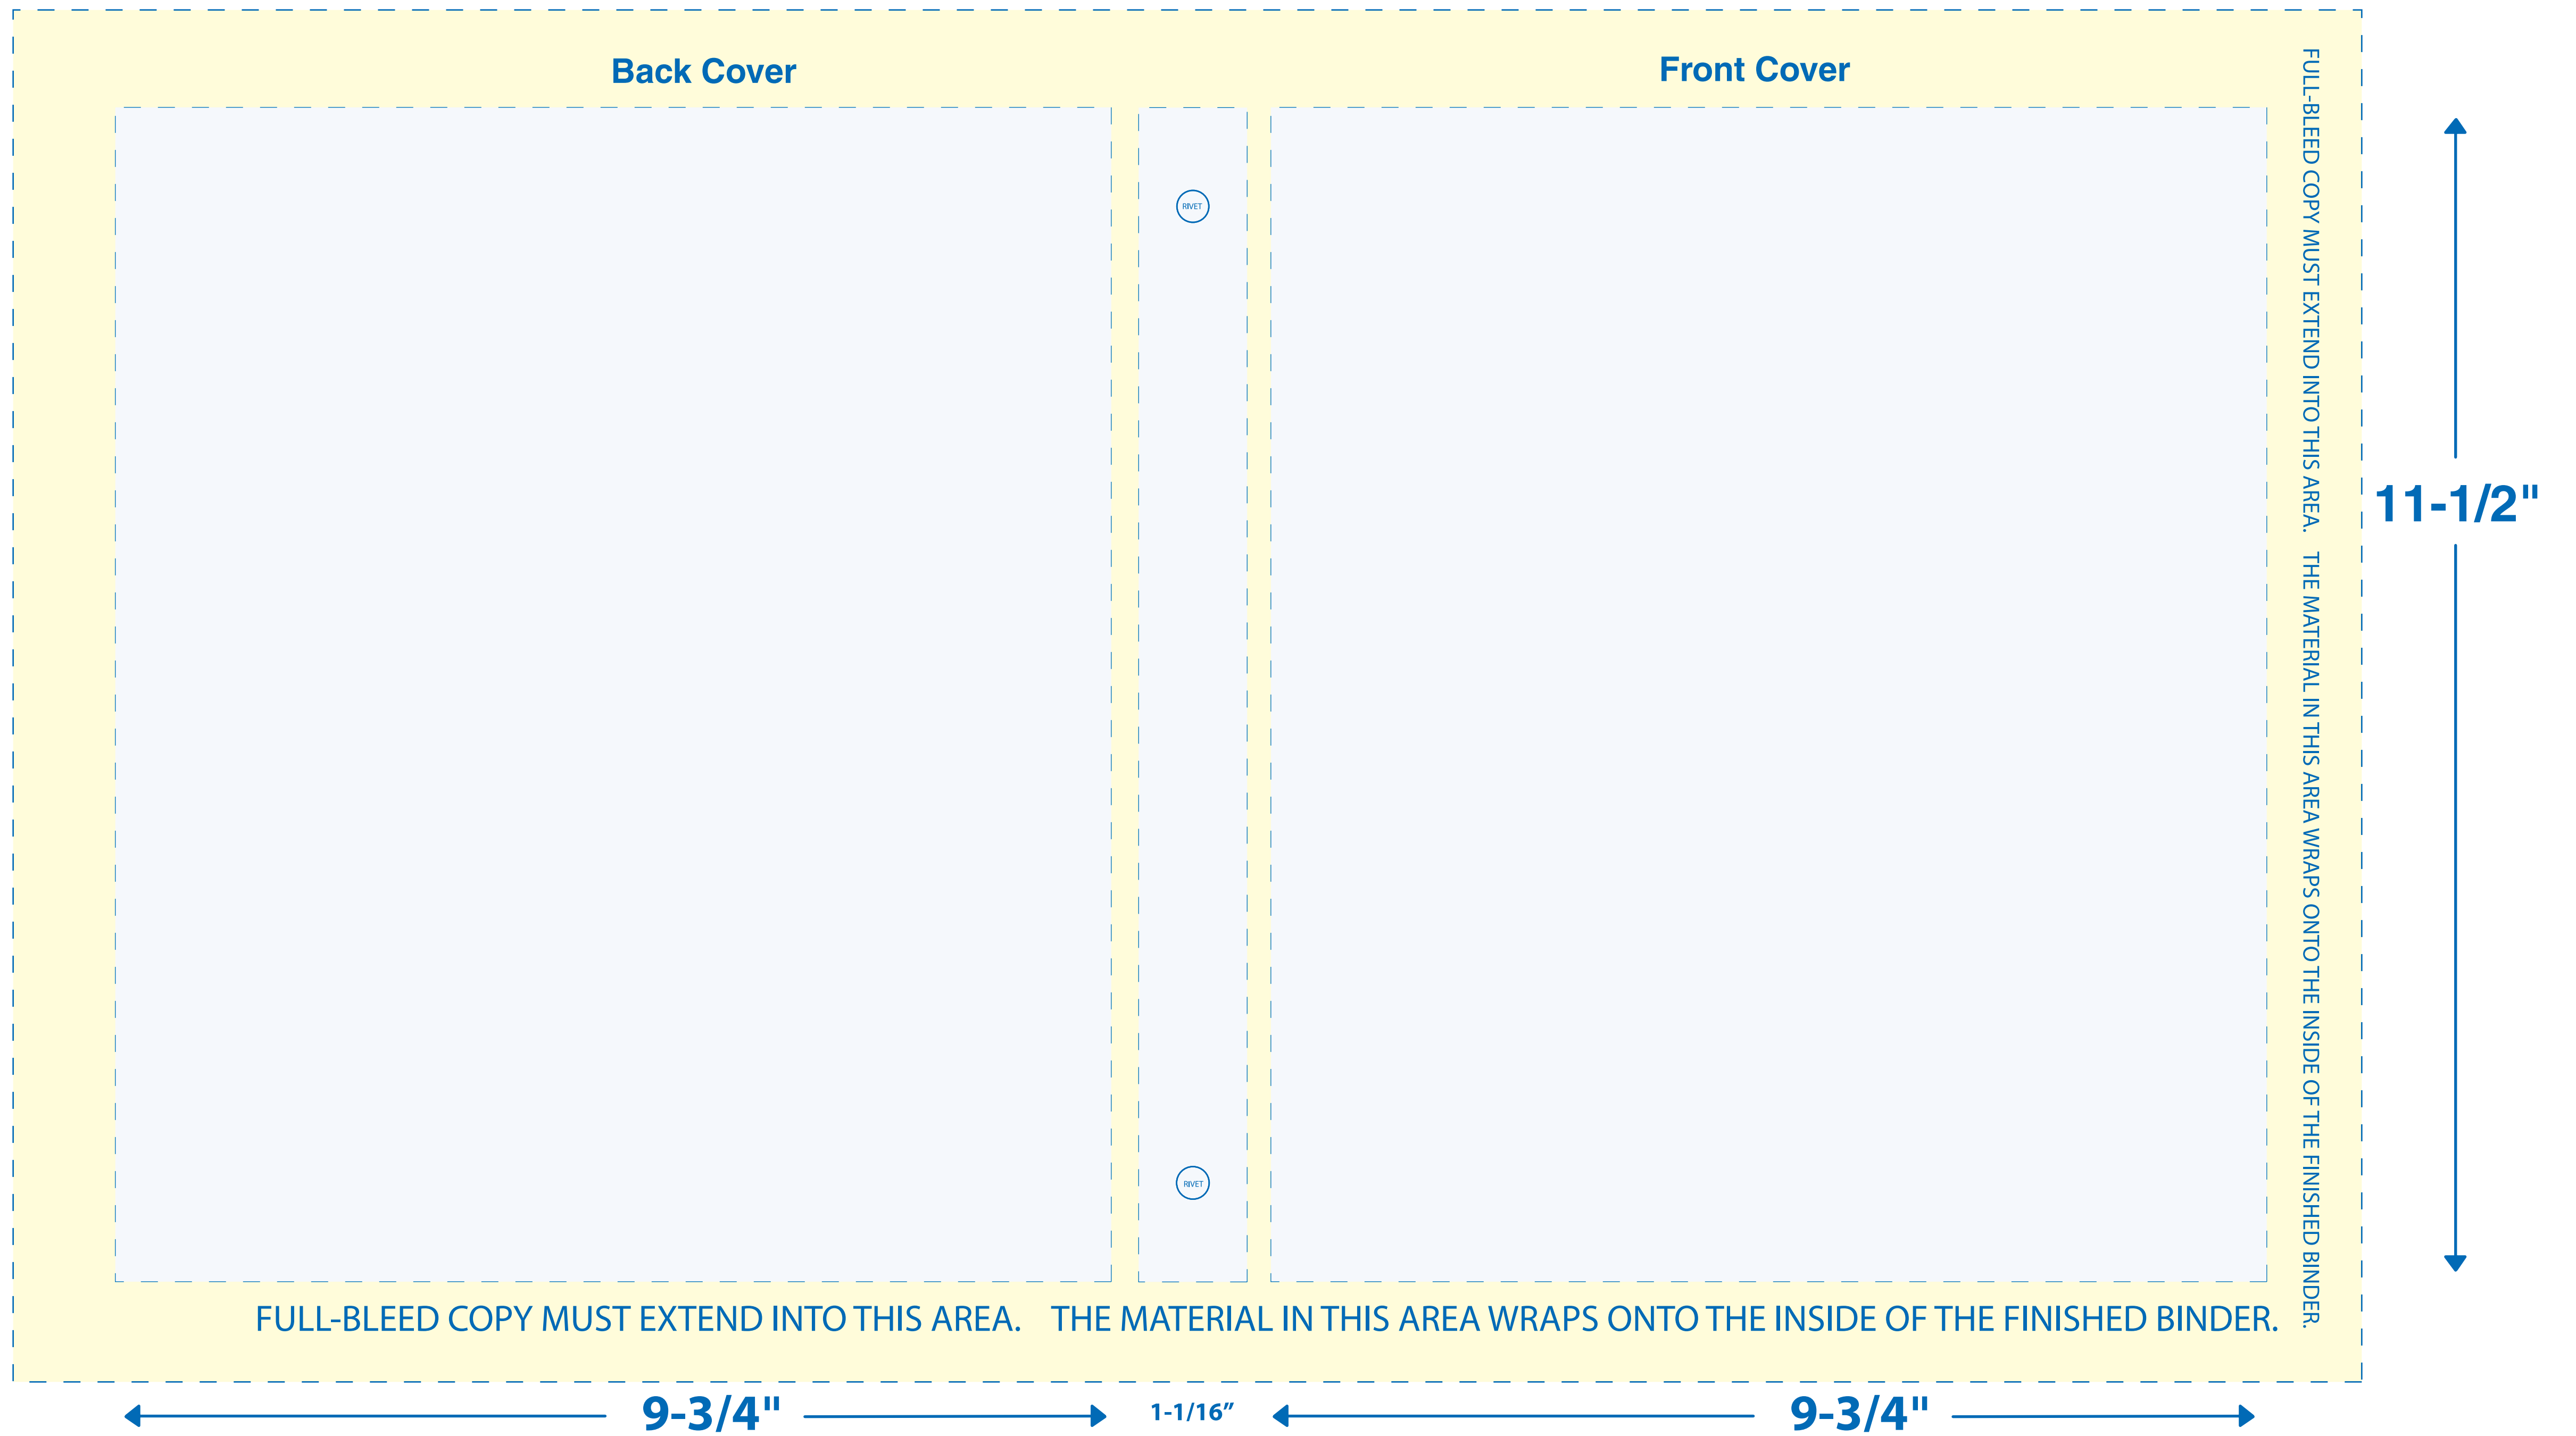 Back Cover
Front Cover
FULL-BLEED COPY MUST EXTEND INTO THIS AREA.    THE MATERIAL IN THIS AREA WRAPS ONTO THE INSIDE OF THE FINISHED BINDER.
RIVET
11-1/2"
RIVET
FULL-BLEED COPY MUST EXTEND INTO THIS AREA.    THE MATERIAL IN THIS AREA WRAPS ONTO THE INSIDE OF THE FINISHED BINDER.
9-3/4"
1-1/16”
9-3/4"